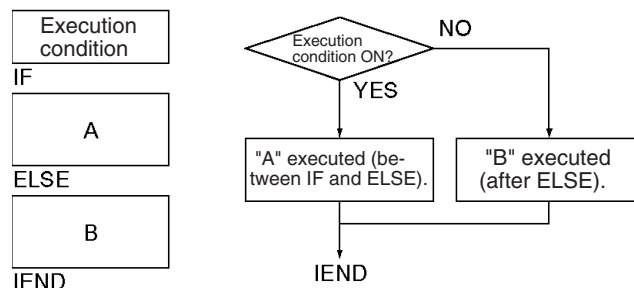 Execution
condition
IF
A
ELSE
B
IEND
Execution
condition ON?
NO
YES
"A" executed (be-
tween IF and ELSE).
"B" executed
(after ELSE).
IEND